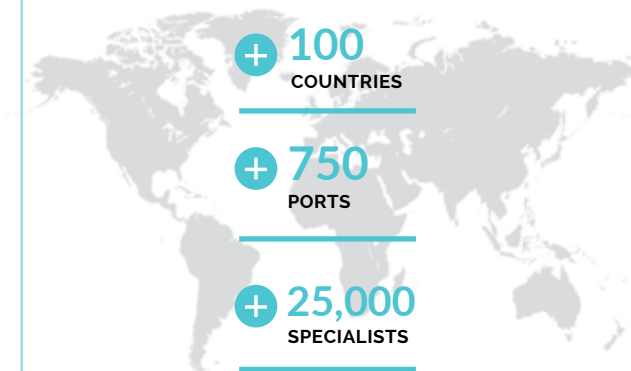 + 100
COUNTRIES
+ 750
PORTS
+ 25,000
SPECIALISTS